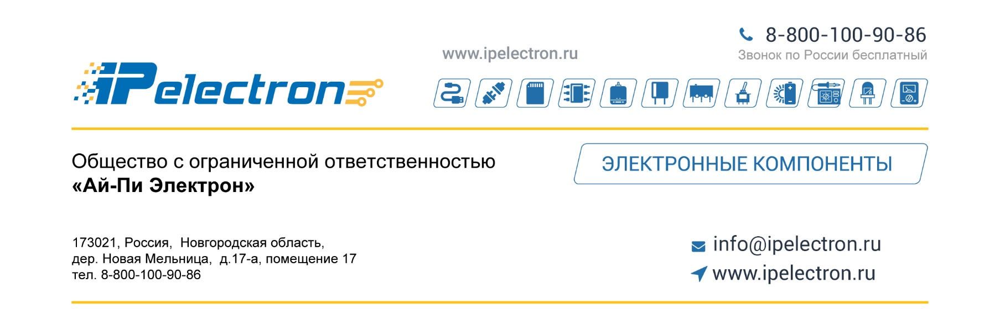 8-800-100-90-86
www.ipelectron.ru
Звонок по России бесплатный
IPelectron
Общество с ограниченной ответственностью
«Ай-Пи Электрон»
ЭЛЕКТРОННЫЕ КОМПОНЕНТЫ
173021, Россия, Новгородская область,
дер. Новая Мельница, д.17-а, помещение 17
тел. 8-800-100-90-86
info@ipelectron.ru
www.ipelectron.ru